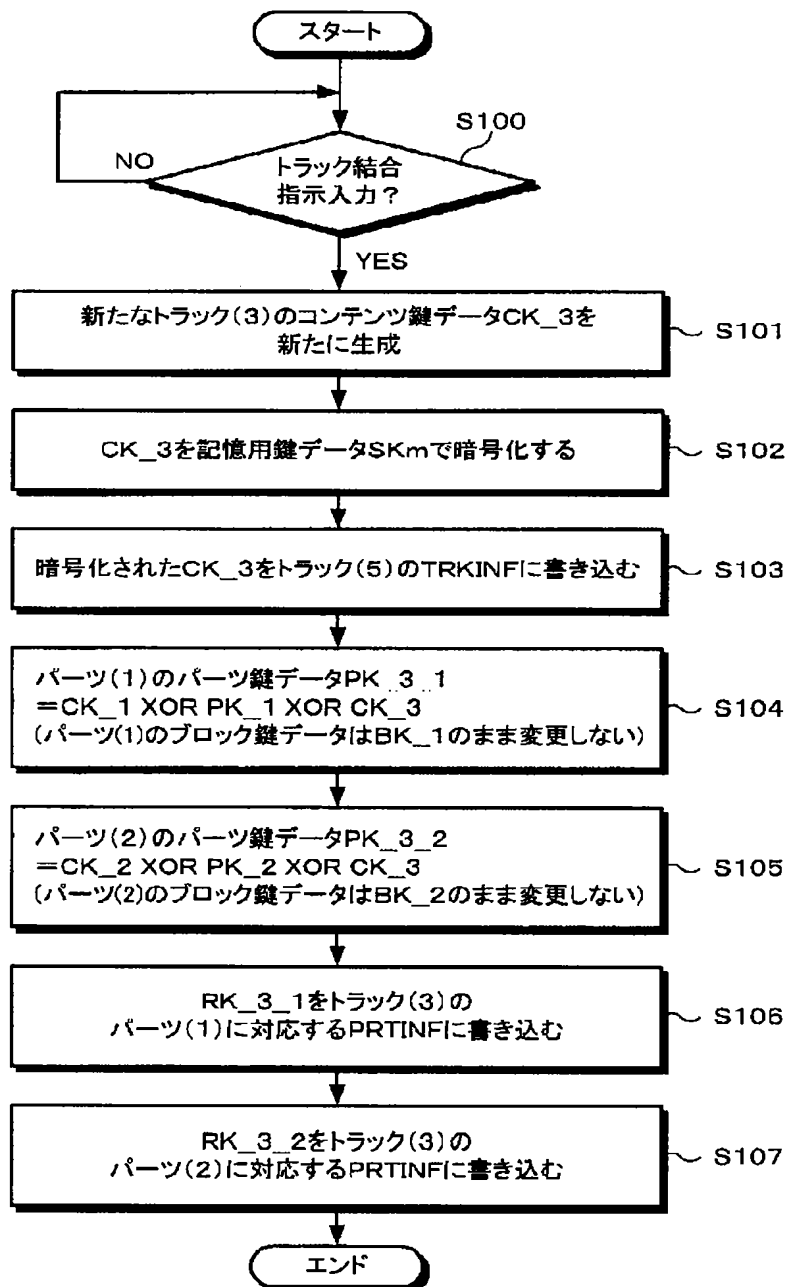 スタート
S100
NO
トラック結合
指示入力?
YES
新たなトラック(3)のコンテンツ鍵データCK_3を
新たに生成
S101
CK_3を記憶用鍵データSKmで暗号化する
S102
暗号化されたCK_3をトラック(5)のTRKINFに書き込む
S103
パーツ(1)のパーツ鍵データPK_3_1
=CK_1 XOR PK_1 XOR CK_3
(パーツ(1)のブロック鍵データはBK_1のまま変更しない)
S104
パーツ(2)のパーツ鍵データPK_3_2
=CK_2 XOR PK_2 XOR CK_3
(パーツ(2)のブロック鍵データはBK_2のまま変更しない)
S105
RK_3_1をトラック(3)の
パーツ(1)に対応するPRTINFに書き込む
S106
RK_3_2をトラック(3)の
パーツ(2)に対応するPRTINFに書き込む
S107
エンド